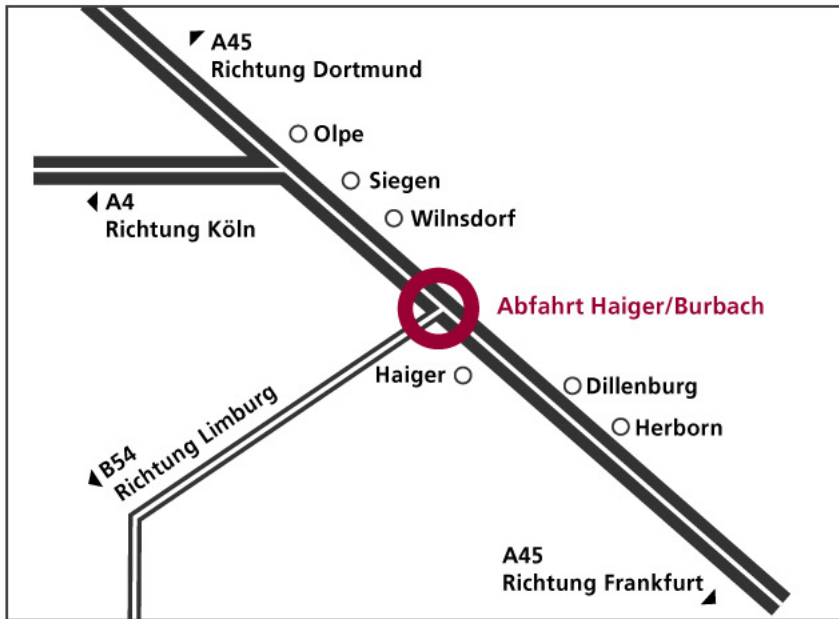 A45
Richtung Dortmund
Olpe
Siegen
A4
Richtung Köln
Wilnsdorf
Abfahrt Haiger/Burbach
Haiger
Dillenburg
Herborn
B54
Richtung Limburg
A45
Richtung Frankfurt